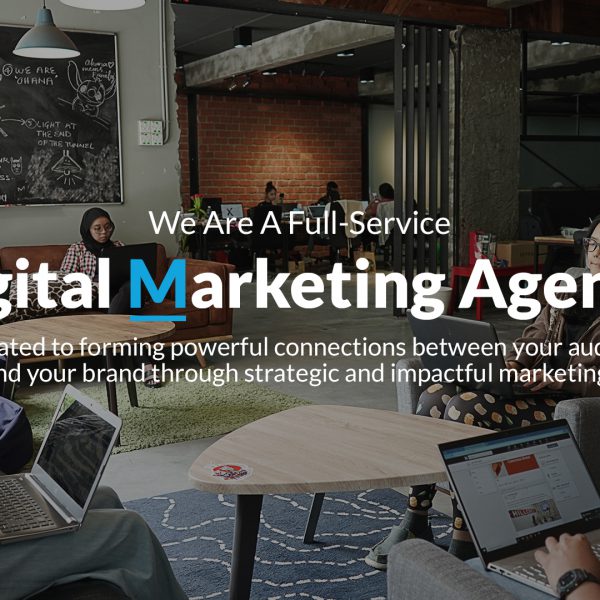 WE ARE
"OHANA"
LIGHT AT
THE END
OF THE
TUNNEL
We Are A Full-Service
gital Marketing Agen
ated to forming powerful connections between your aud
nd your brand through strategic and impactful marketing